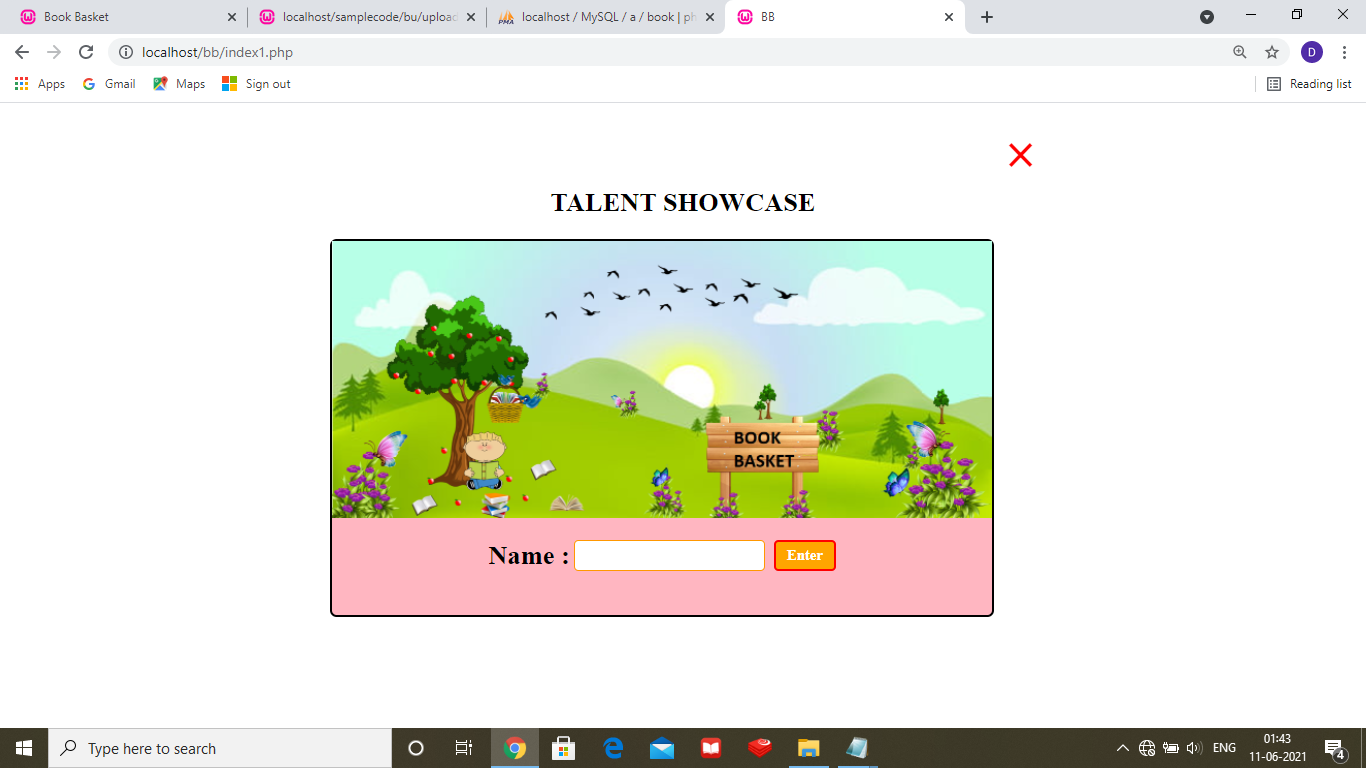 Book Basket
localhost/samplecode/bu/upload
localhost / MySQL / a / book | ph
BB
localhost/bb/index1.php
D
Apps
Gmail
Maps
Sign out
Reading list
TALENT SHOWCASE
BOOK
BASKET
Name :
Enter
Type here to search
ENG
01:43
11-06-2021
4